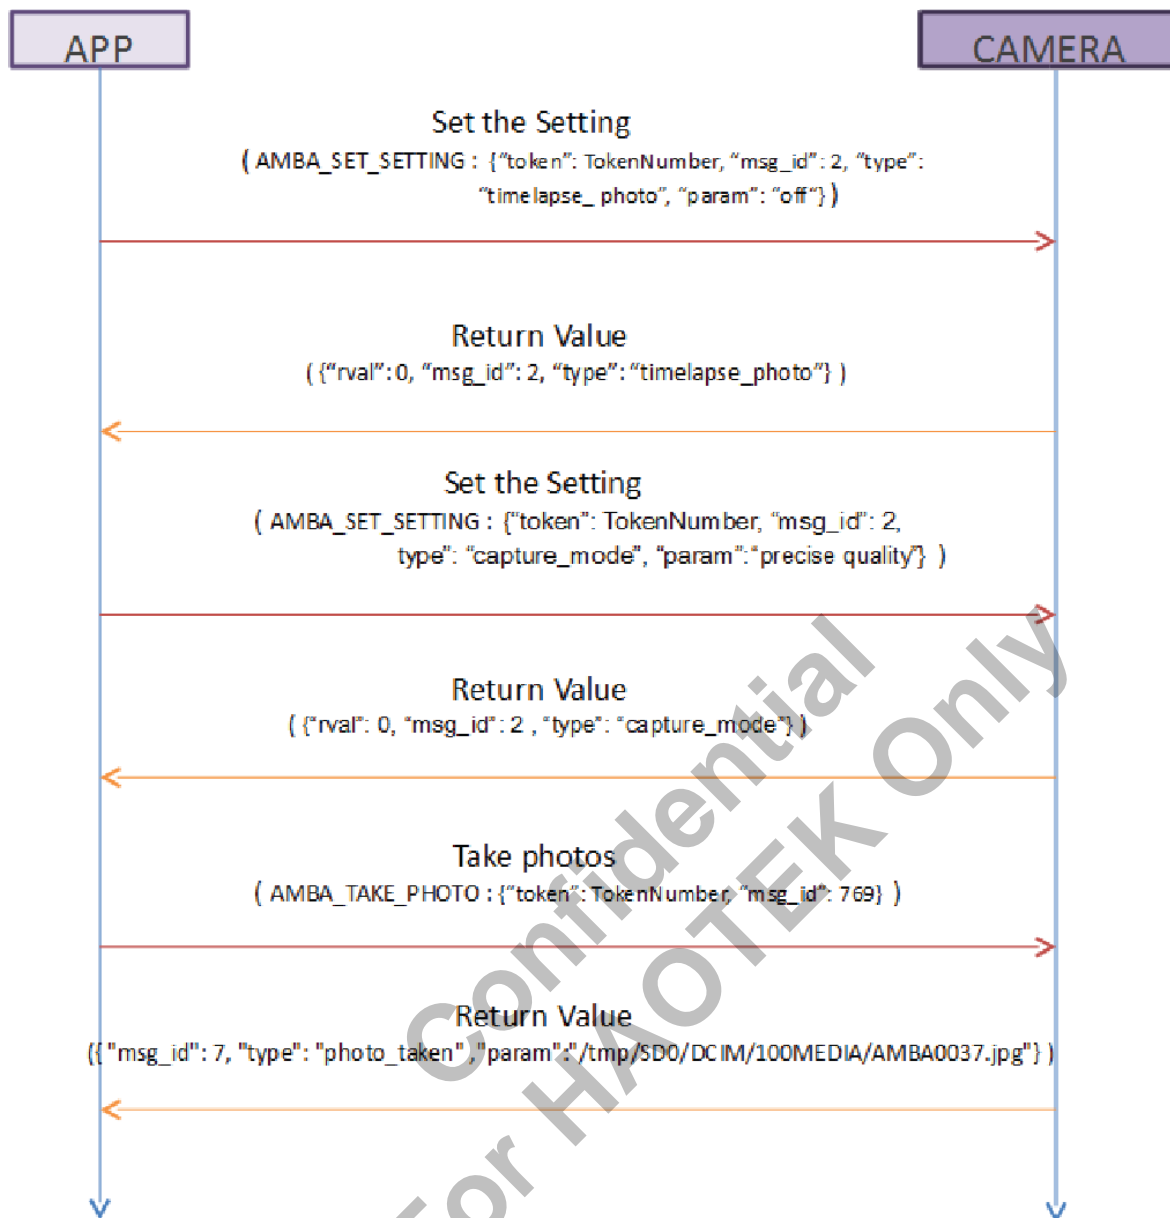 APP
CAMERA
Set the Setting
( AMBA_SET_SETTING : {"token": TokenNumber, "msg_id": 2, "type":
"timelapse_ photo", "param": "off"} )
Return Value
( {"rval": 0, "msg_id": 2, "type": "timelapse_photo"} )
Set the Setting
( AMBA_SET_SETTING : {"token": TokenNumber, "msg_id": 2,
type": "capture_mode", "param":"precise quality"} )
Return Value
( {"rval": 0, "msg_id": 2 , "type": "capture_mode"} )
Take photos
( AMBA_TAKE_PHOTO : {"token": TokenNumber, "msg_id": 769} )
Return Value
({ "msg_id": 7, "type": "photo_taken" ,"param":"/tmp/SD0/DCIM/100MEDIA/AMBA0037.jpg"} )
Confidential
For HAOTEK Only